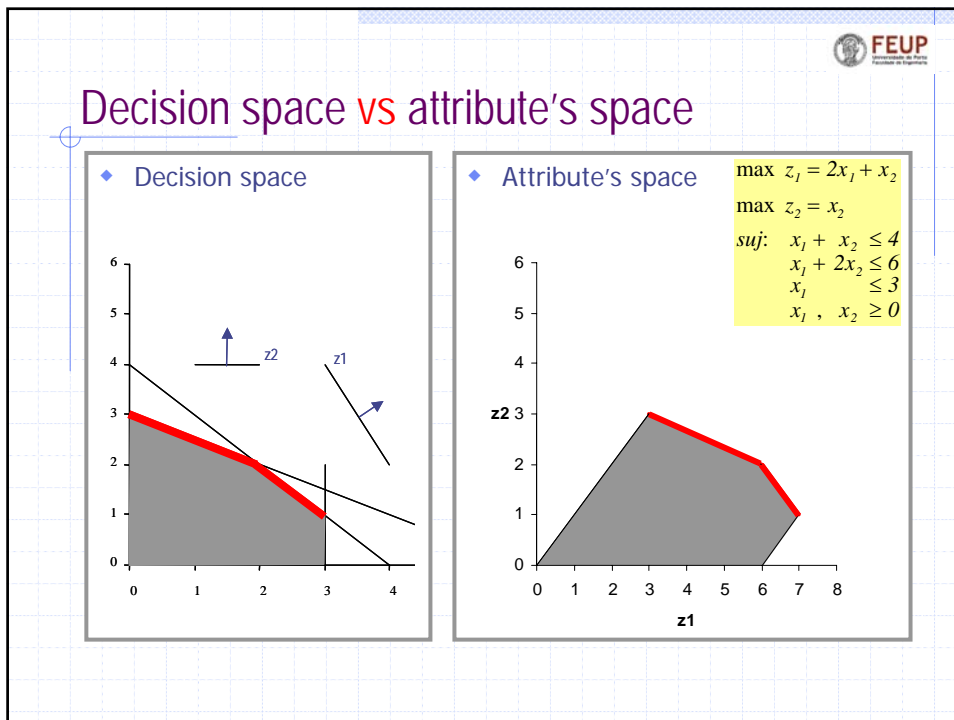 FEUP
Universidade do Porto
Faculdade de Engenharia
Decision space vs attribute's space
Decision space
6
5
4
3
2
1
0
0 1 2 3 4
z2
z1
Attribute's space
max z₁ = 2x₁ + x₂
max z₂ = x₂
suj: x₁ + x₂ ≤ 4
x₁ + 2x₂ ≤ 6
x₁ ≤ 3
x₁ , x₂ ≥ 0
6
5
4
z2 3
2
1
0
0 1 2 3 4 5 6 7 8
z1